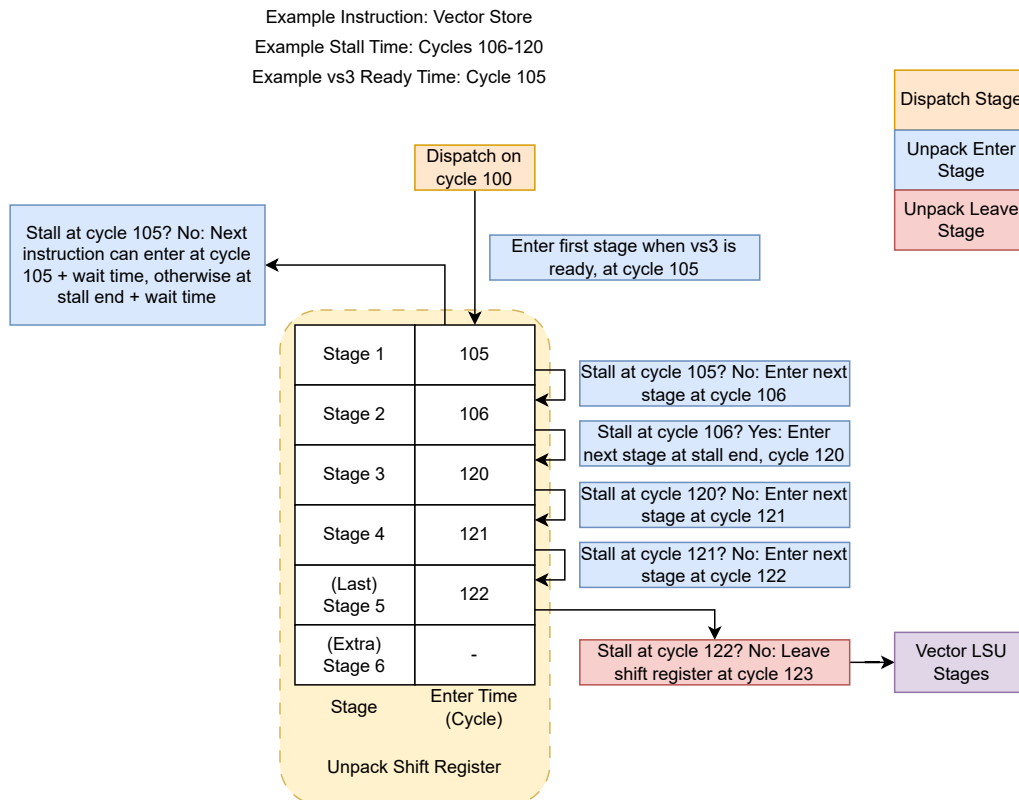 Example Instruction: Vector Store
Example Stall Time: Cycles 106-120
Example vs3 Ready Time: Cycle 105
Dispatch Stage
Unpack Enter
Stage
Unpack Leave
Stage
Dispatch on
cycle 100
Stall at cycle 105? No: Next
instruction can enter at cycle
105 + wait time, otherwise at
stall end + wait time
Enter first stage when vs3 is
ready, at cycle 105
Stage 1
105
Stall at cycle 105? No: Enter next
stage at cycle 106
Stage 2
106
Stall at cycle 106? Yes: Enter
next stage at stall end, cycle 120
Stage 3
120
Stall at cycle 120? No: Enter next
stage at cycle 121
Stage 4
121
Stall at cycle 121? No: Enter next
stage at cycle 122
(Last)
Stage 5
122
(Extra)
Stage 6
-
Stall at cycle 122? No: Leave
shift register at cycle 123
Vector LSU
Stages
Stage
Enter Time
(Cycle)
Unpack Shift Register